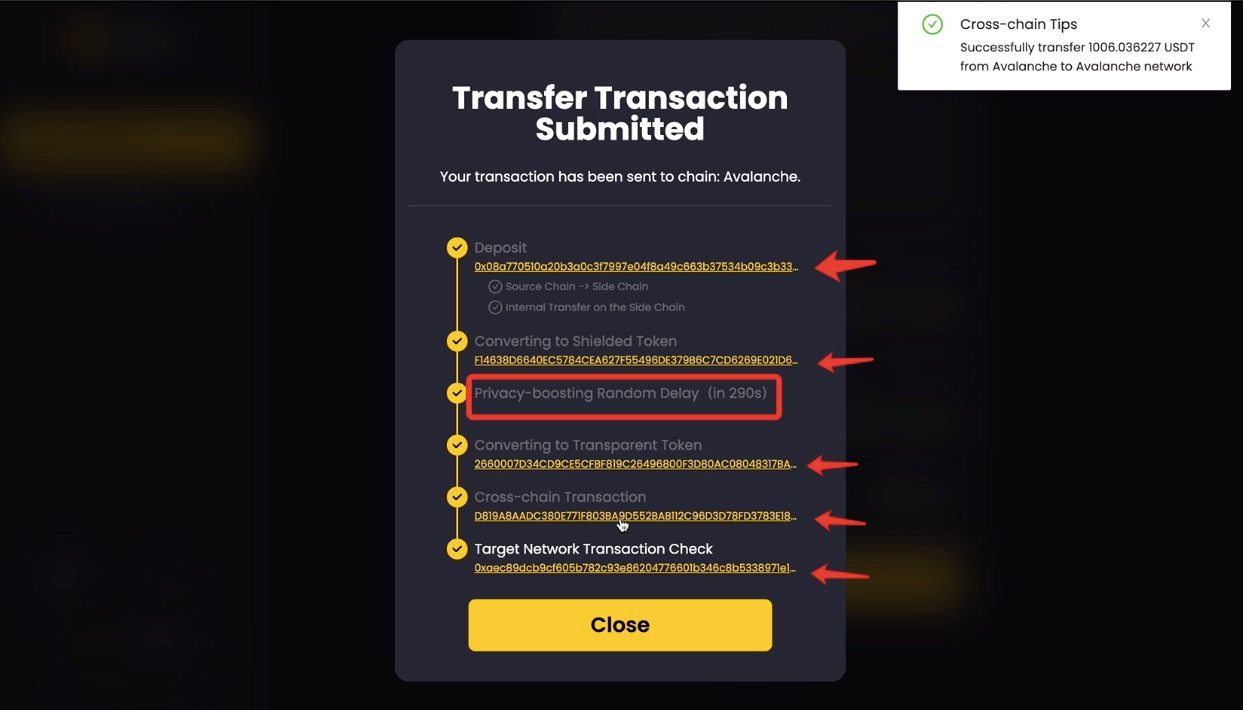 Cross-chain Tips
Successfully transfer 1006.036227 USDT
from Avalanche to Avalanche network
Transfer Transaction
Submitted
Your transaction has been sent to chain: Avalanche.
Deposit
0x08a770510a20b3a0c3f7997e04f8a49c663b37534b09c3b33...
Source Chain -> Side Chain
Internal Transfer on the Side Chain
Converting to Shielded Token
F14638D6640EC5784CEA627F55496DE379B6C7CD6269E021D6...
Privacy-boosting Random Delay (in 290s)
Converting to Transparent Token
2660007D34CD9CE5CFBF819C26496800F3D80AC08048317BA...
Cross-chain Transaction
D819A8AADC380E771F803BA9D552BAB112C96D3D78FD3783E18...
Target Network Transaction Check
0xaec89dcb9cf605b782c93e86204776601b346c8b5338971e1...
Close